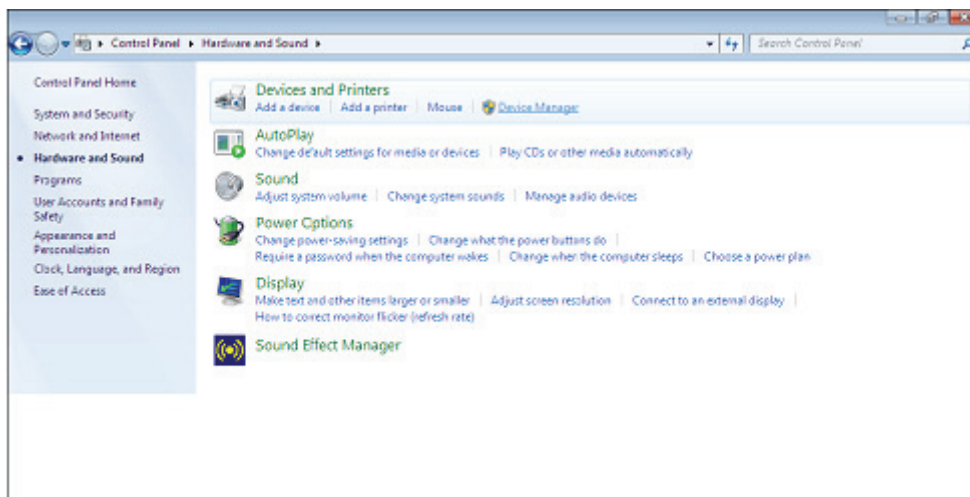 Control Panel ▸ Hardware and Sound ▸
Search Control Panel
Control Panel Home
System and Security
Network and Internet
Hardware and Sound
Programs
User Accounts and Family
Safety
Appearance and
Personalization
Clock, Language, and Region
Ease of Access
Devices and Printers
Add a device | Add a printer | Mouse | Device Manager
AutoPlay
Change default settings for media or devices | Play CDs or other media automatically
Sound
Adjust system volume | Change system sounds | Manage audio devices
Power Options
Change power-saving settings | Change what the power buttons do |
Require a password when the computer wakes | Change when the computer sleeps | Choose a power plan
Display
Make text and other items larger or smaller | Adjust screen resolution | Connect to an external display |
How to correct monitor flicker (refresh rate)
Sound Effect Manager